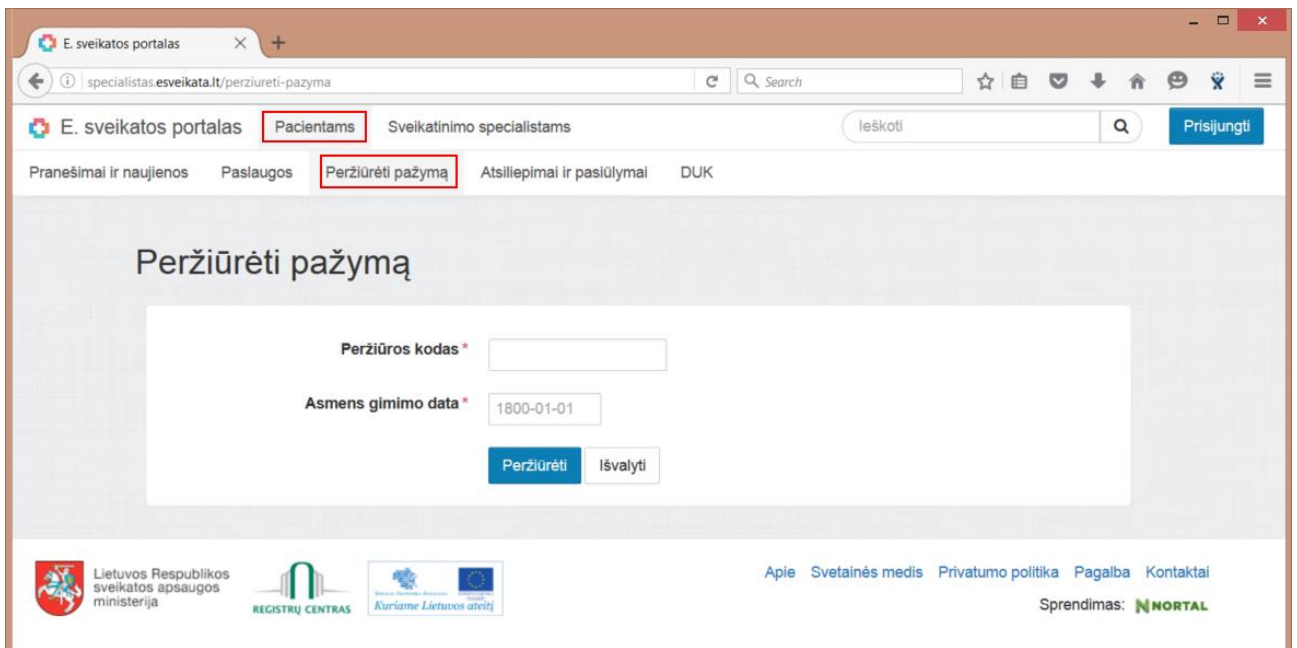 E. sveikatos portalas
specialistas.esveikata.lt/perziureti-pazyma
Search
E. sveikatos portalas Pacientams Sveikatinimo specialistams Ieškoti Prisijungti
Pranešimai ir naujienos Paslaugos Peržiūrėti pažymą Atsiliepimai ir pasiūlymai DUK
Peržiūrėti pažymą
Peržiūros kodas *
Asmens gimimo data * 1800-01-01
Peržiūrėti Išvalyti
Lietuvos Respublikos
sveikatos apsaugos
ministerija
REGISTRŲ CENTRAS
Kuriame Lietuvos ateitį
Apie Svetainės medis Privatumo politika Pagalba Kontaktai
Sprendimas: NORTAL